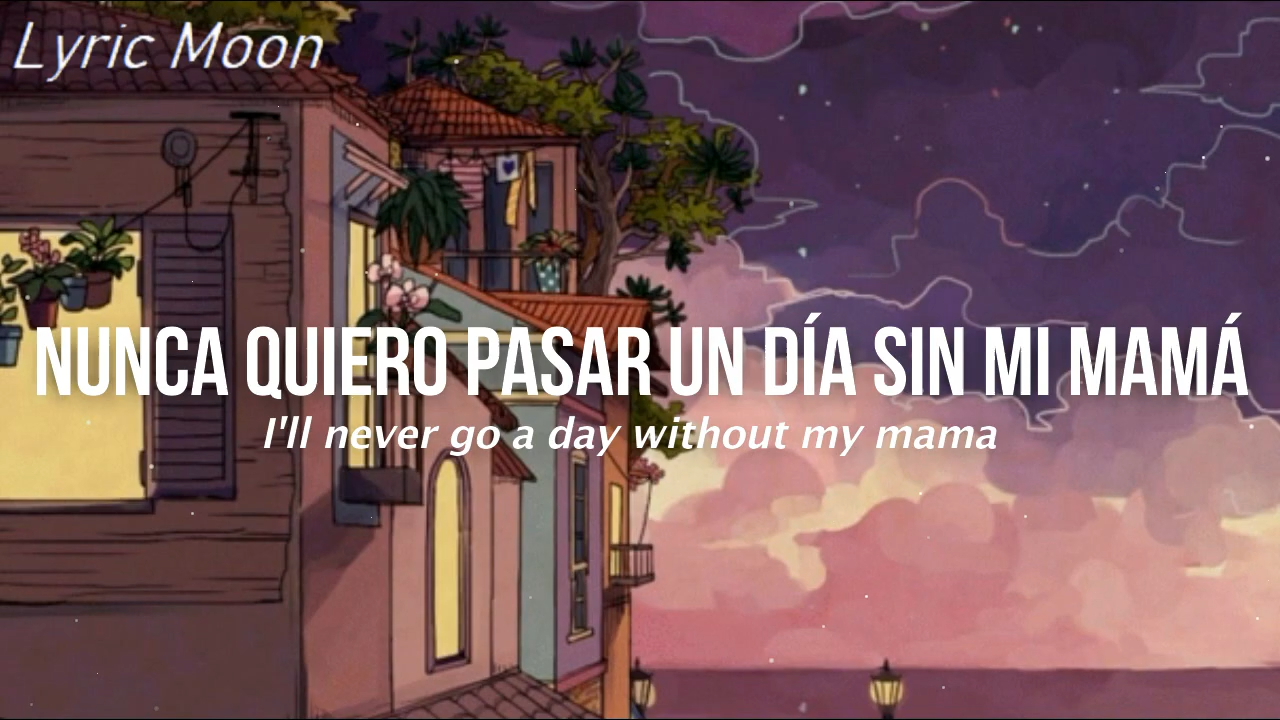 Lyric Moon
NUNCA QUIERO PASAR UN DÍA SIN MI MAMÁ
I'll never go a day without my mama